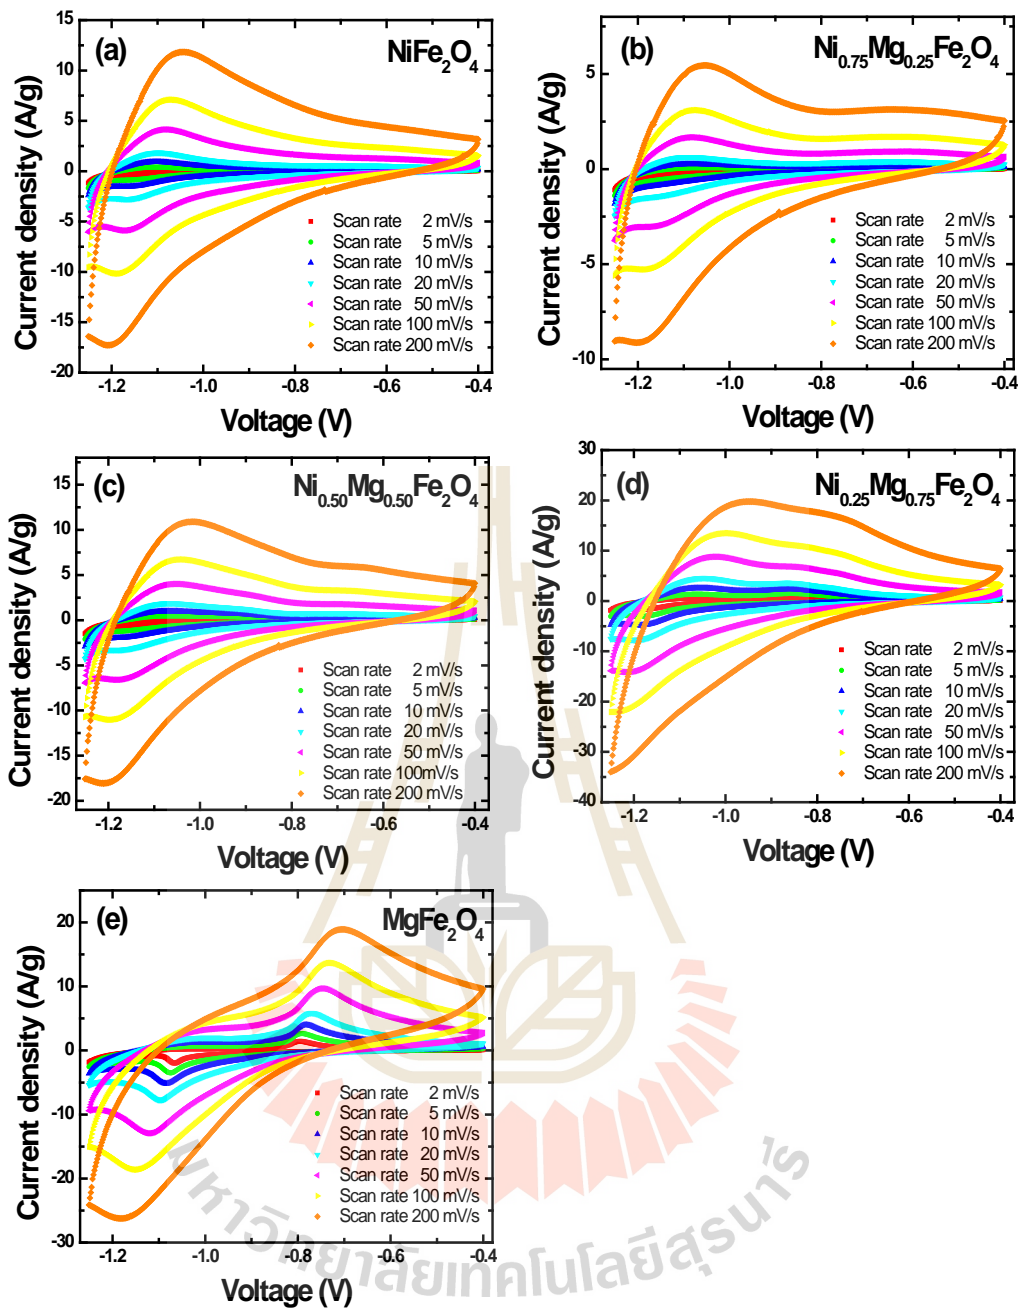 (a) NiFe₂O₄
Current density (A/g)
15
10
5
0
-5
-10
-15
-20
Scan rate 2 mV/s
Scan rate 5 mV/s
Scan rate 10 mV/s
Scan rate 20 mV/s
Scan rate 50 mV/s
Scan rate 100 mV/s
Scan rate 200 mV/s
-1.2 -1.0 -0.8 -0.6 -0.4
Voltage (V)
(b) Ni₀.₇₅Mg₀.₂₅Fe₂O₄
Current density (A/g)
5
0
-5
-10
Scan rate 2 mV/s
Scan rate 5 mV/s
Scan rate 10 mV/s
Scan rate 20 mV/s
Scan rate 50 mV/s
Scan rate 100 mV/s
Scan rate 200 mV/s
-1.2 -1.0 -0.8 -0.6 -0.4
Voltage (V)
(c) Ni₀.₅₀Mg₀.₅₀Fe₂O₄
Current density (A/g)
15
10
5
0
-5
-10
-15
-20
Scan rate 2 mV/s
Scan rate 5 mV/s
Scan rate 10 mV/s
Scan rate 20 mV/s
Scan rate 50 mV/s
Scan rate 100mV/s
Scan rate 200 mV/s
-1.2 -1.0 -0.8 -0.6 -0.4
Voltage (V)
(d) Ni₀.₂₅Mg₀.₇₅Fe₂O₄
Current density (A/g)
30
20
10
0
-10
-20
-30
-40
Scan rate 2 mV/s
Scan rate 5 mV/s
Scan rate 10 mV/s
Scan rate 20 mV/s
Scan rate 50 mV/s
Scan rate 100 mV/s
Scan rate 200 mV/s
-1.2 -1.0 -0.8 -0.6 -0.4
Voltage (V)
(e) MgFe₂O₄
Current density (A/g)
20
10
0
-10
-20
-30
Scan rate 2 mV/s
Scan rate 5 mV/s
Scan rate 10 mV/s
Scan rate 20 mV/s
Scan rate 50 mV/s
Scan rate 100 mV/s
Scan rate 200 mV/s
-1.2 -1.0 -0.8 -0.6 -0.4
Voltage (V)
มหาวิทยาลัยเทคโนโลยีสุรนารี